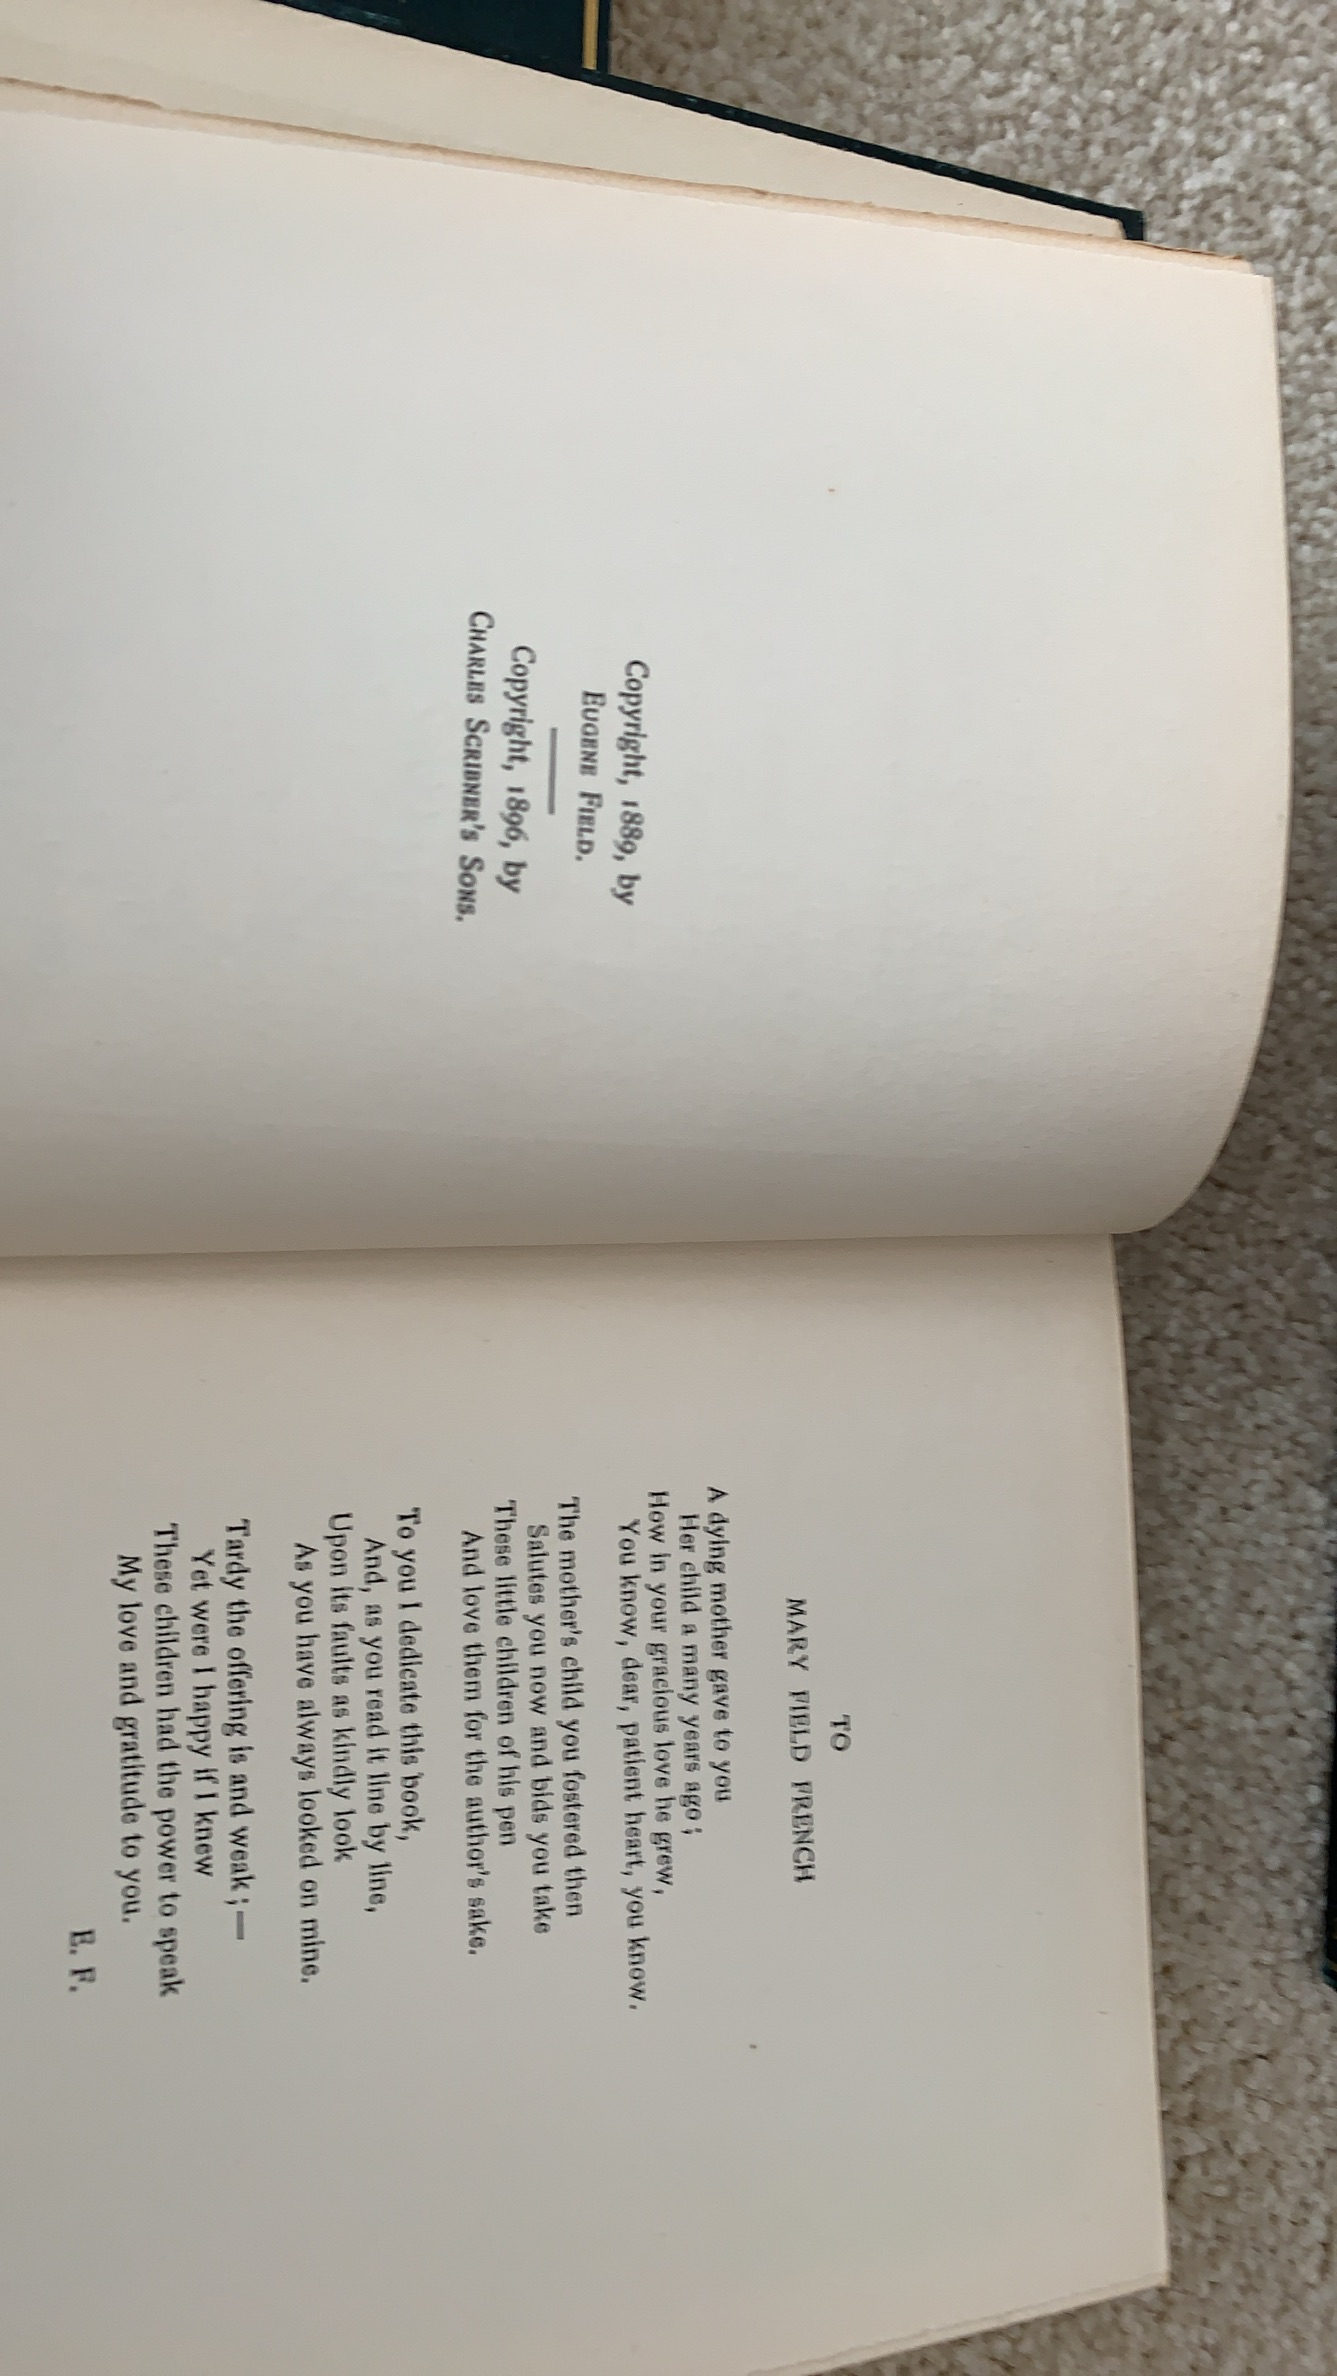 Copyright, 1889, by
EUGENE FIELD.
Copyright, 1896, by
CHARLES SCRIBNER'S SONS.
TO
MARY FIELD FRENCH
A dying mother gave to you
Her child a many years ago;
How in your gracious love he grew,
You know, dear, patient heart, you know.
The mother's child you fostered then
Salutes you now and bids you take
These little children of his pen
And love them for the author's sake.
To you I dedicate this book,
And, as you read it line by line,
Upon its faults as kindly look
As you have always looked on mine.
Tardy the offering is and weak;—
Yet were I happy if I knew
These children had the power to speak
My love and gratitude to you.
E. F.